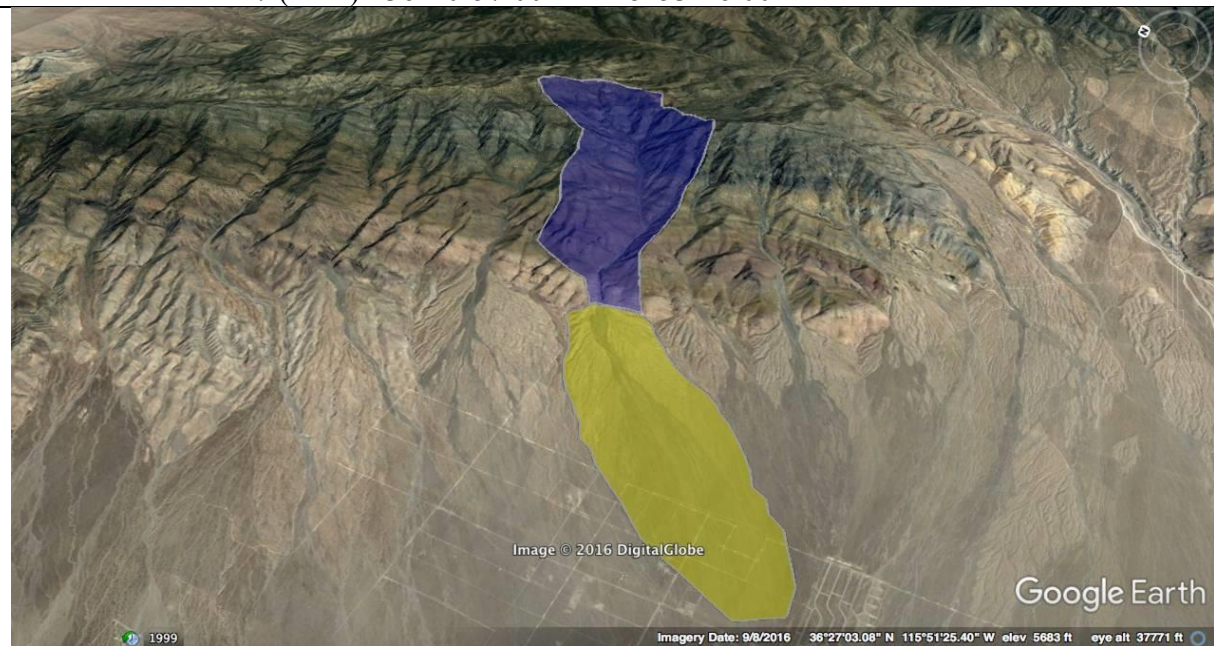 Image © 2016 DigitalGlobe
Google Earth
1999
Imagery Date: 9/8/2016 36°27'03.08" N 115°51'25.40" W elev 5683 ft eye alt 37771 ft